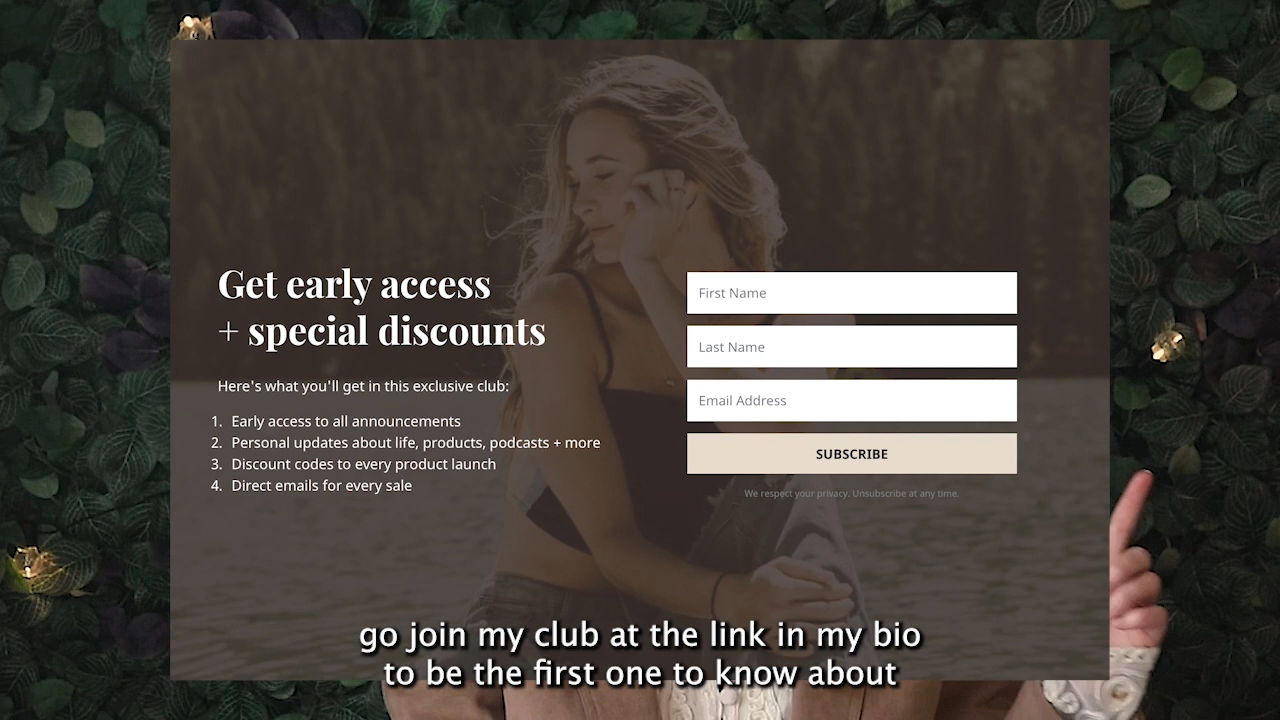 Get early access
+ special discounts
Here's what you'll get in this exclusive club:
1. Early access to all announcements
2. Personal updates about life, products, podcasts + more
3. Discount codes to every product launch
4. Direct emails for every sale
First Name
Last Name
Email Address
SUBSCRIBE
We respect your privacy. Unsubscribe at any time.
go join my club at the link in my bio
to be the first one to know about